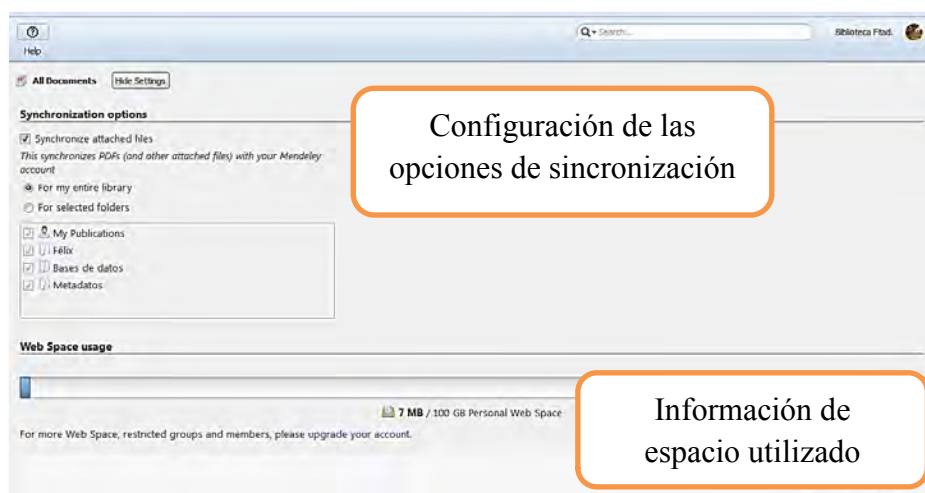 Search...
Biblioteca Ftad.
Help
All Documents Hide Settings
Synchronization options
Synchronize attached files
This synchronizes PDFs (and other attached files) with your Mendeley
account
For my entire library
For selected folders
My Publications
Félix
Bases de datos
Metadatos
Configuración de las
opciones de sincronización
Web Space usage
7 MB / 100 GB Personal Web Space
For more Web Space, restricted groups and members, please upgrade your account.
Información de
espacio utilizado